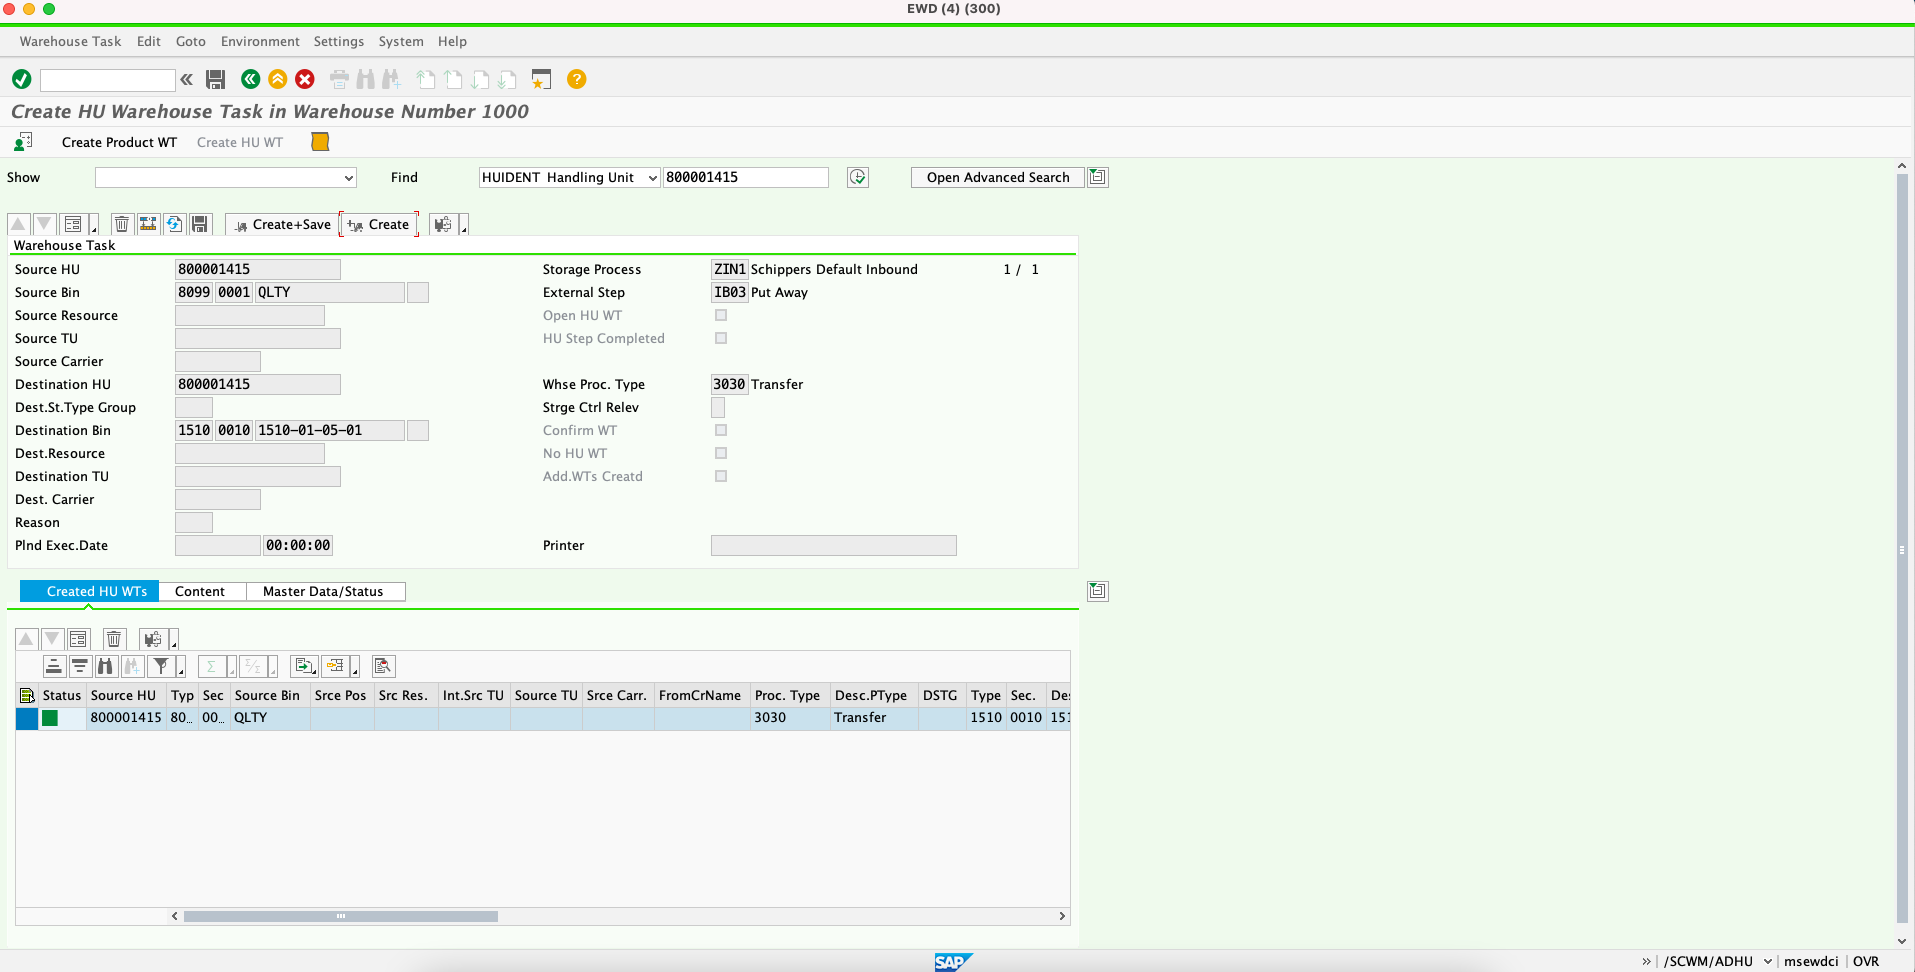 EWD (4) (300)
Warehouse Task Edit Goto Environment Settings System Help
Create HU Warehouse Task in Warehouse Number 1000
Create Product WT Create HU WT
Show Find HUIDENT Handling Unit 800001415 Open Advanced Search
Create+Save Create
Warehouse Task
Source HU 800001415 Storage Process ZIN1 Schippers Default Inbound 1 / 1
Source Bin 8099 0001 QLTY External Step IB03 Put Away
Source Resource Open HU WT
Source TU HU Step Completed
Source Carrier
Destination HU 800001415 Whse Proc. Type 3030 Transfer
Dest.St.Type Group Strge Ctrl Relev
Destination Bin 1510 0010 1510-01-05-01 Confirm WT
Dest.Resource No HU WT
Destination TU Add.WTs Creatd
Dest. Carrier
Reason
Plnd Exec.Date 00:00:00 Printer
Created HU WTs Content Master Data/Status
Status Source HU Typ Sec Source Bin Srce Pos Src Res. Int.Src TU Source TU Srce Carr. FromCrName Proc. Type Desc.PType DSTG Type Sec. De
800001415 80.. 00.. QLTY 3030 Transfer 1510 0010 151
SAP /SCWM/ADHU msewdci OVR